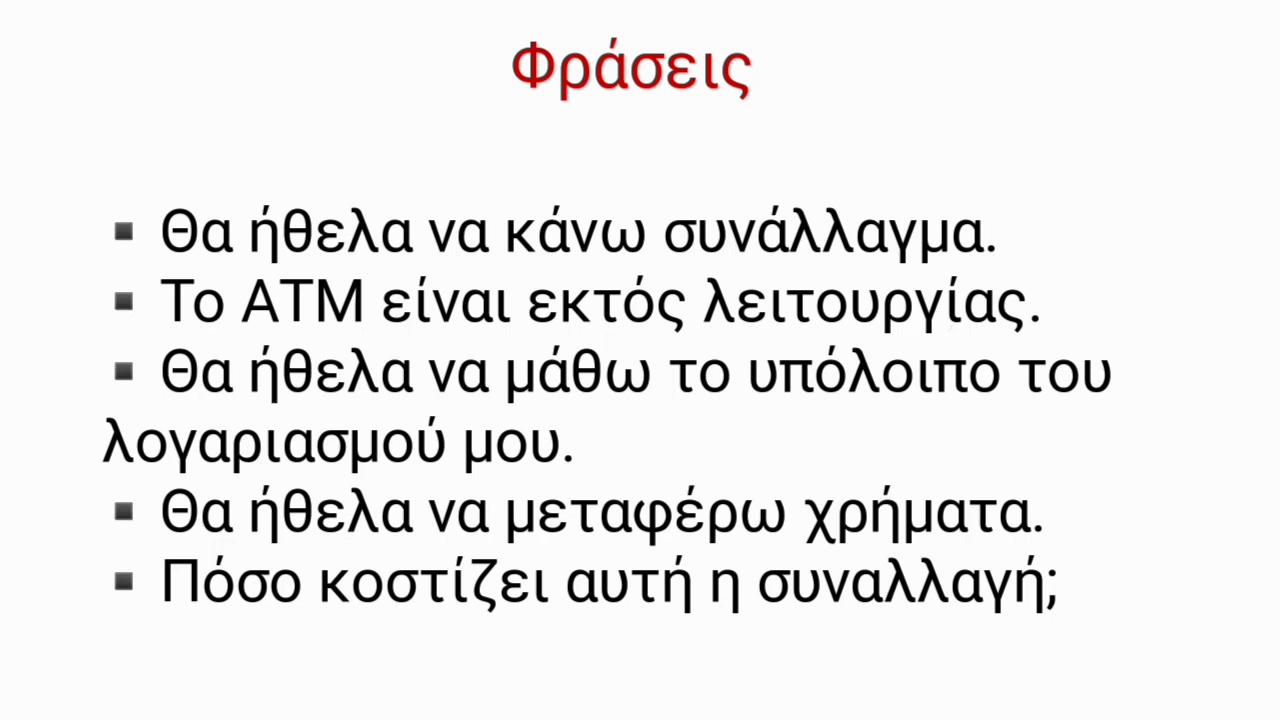 Φράσεις
▪ Θα ήθελα να κάνω συνάλλαγμα.
▪ Το ΑΤΜ είναι εκτός λειτουργίας.
▪ Θα ήθελα να μάθω το υπόλοιπο του
λογαριασμού μου.
▪ Θα ήθελα να μεταφέρω χρήματα.
▪ Πόσο κοστίζει αυτή η συναλλαγή;